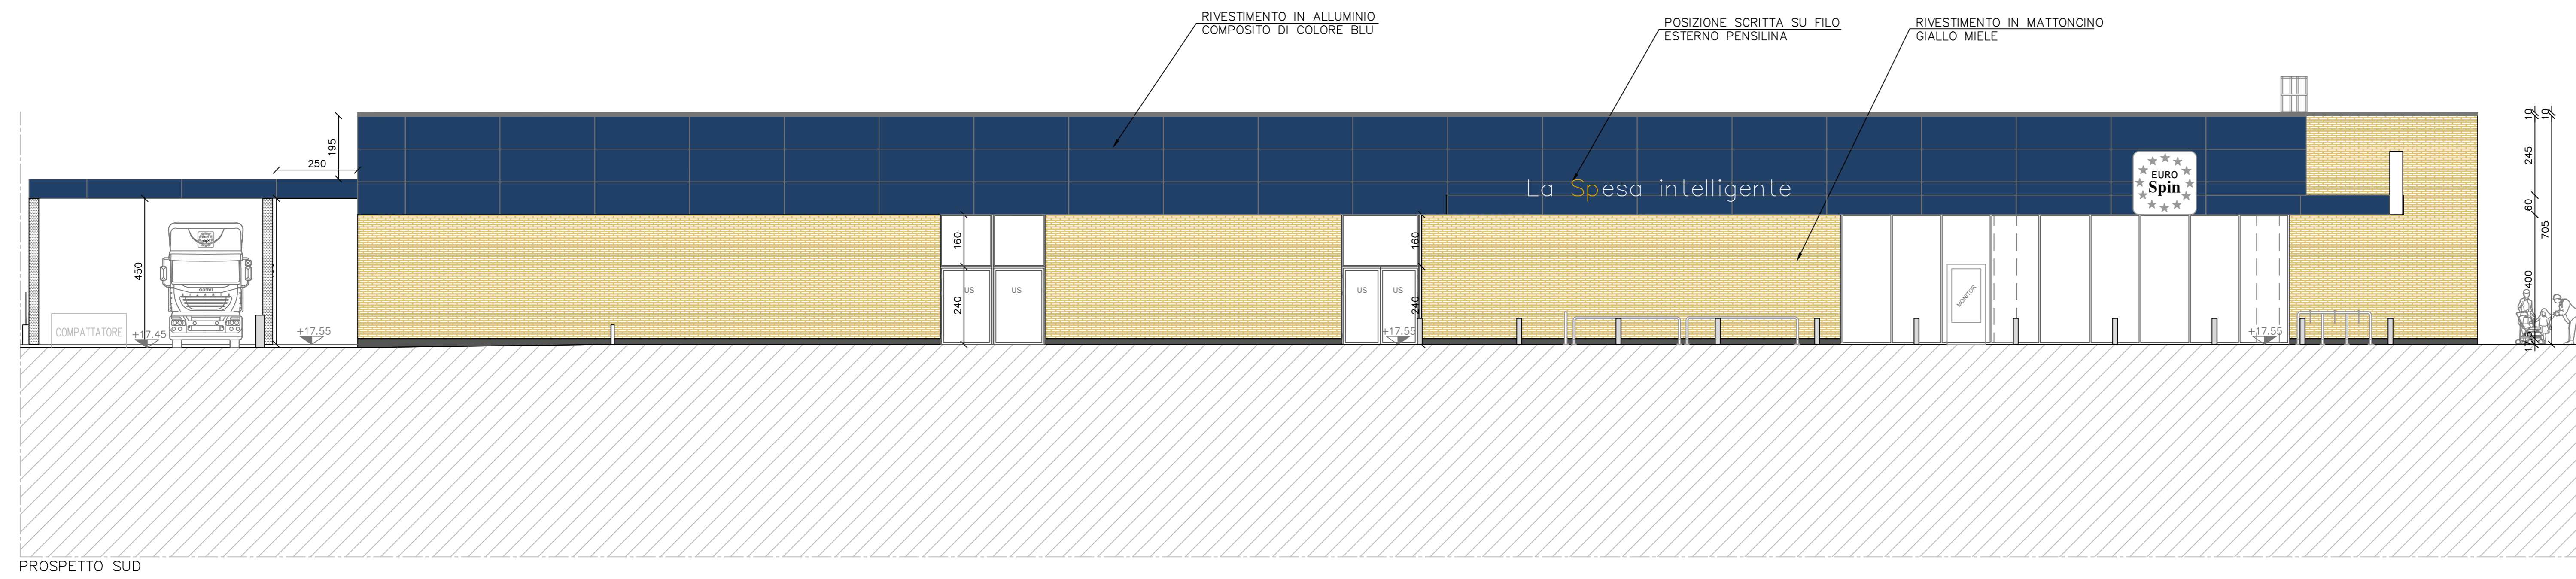 RIVESTIMENTO IN ALLUMINIO
COMPOSITO DI COLORE BLU
POSIZIONE SCRITTA SU FILO
ESTERNO PENSILINA
RIVESTIMENTO IN MATTONCINO
GIALLO MIELE
195
250
10
10
245
60
705
400
La Spesa intelligente
EURO
Spin
450
160
240
US
US
160
240
US
US
MONITOR
COMPATTATORE
+17.45
+17.55
+17.55
+17.55
PROSPETTO SUD